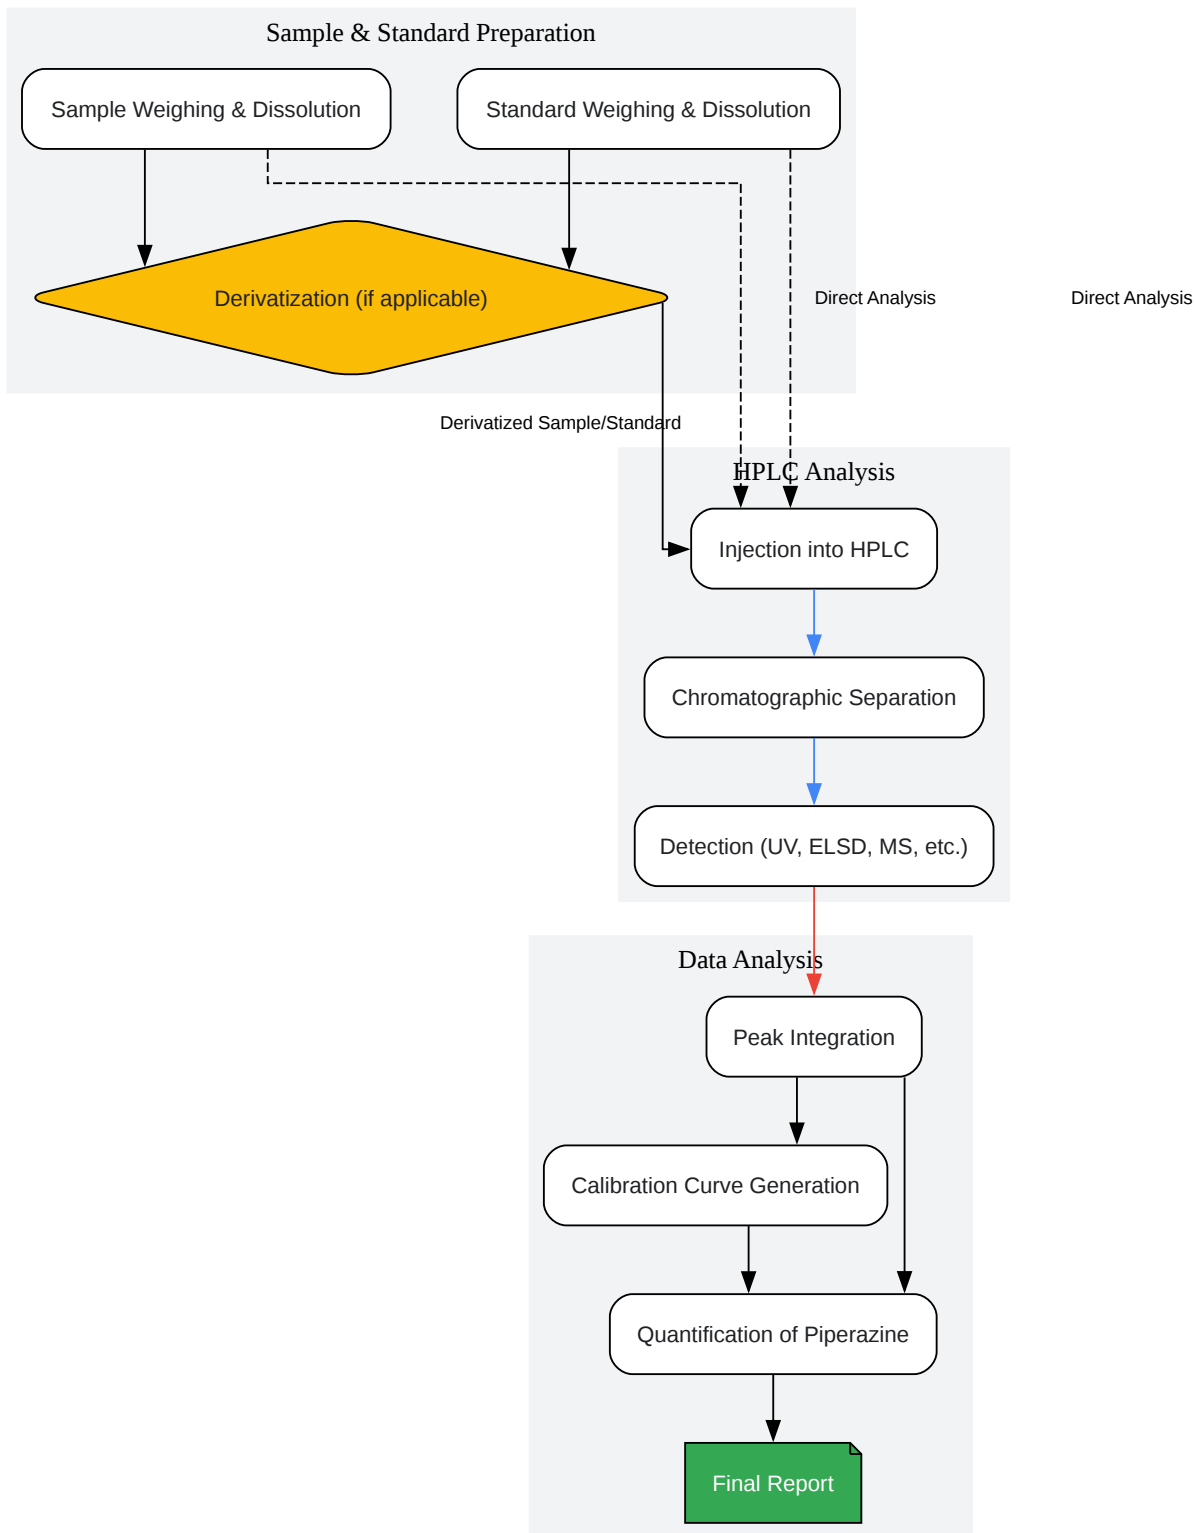 Sample & Standard Preparation
Sample Weighing & Dissolution
Standard Weighing & Dissolution
Derivatization (if applicable)
Direct Analysis
Direct Analysis
Derivatized Sample/Standard
HPLC Analysis
Injection into HPLC
Chromatographic Separation
Detection (UV, ELSD, MS, etc.)
Data Analysis
Peak Integration
Calibration Curve Generation
Quantification of Piperazine
Final Report